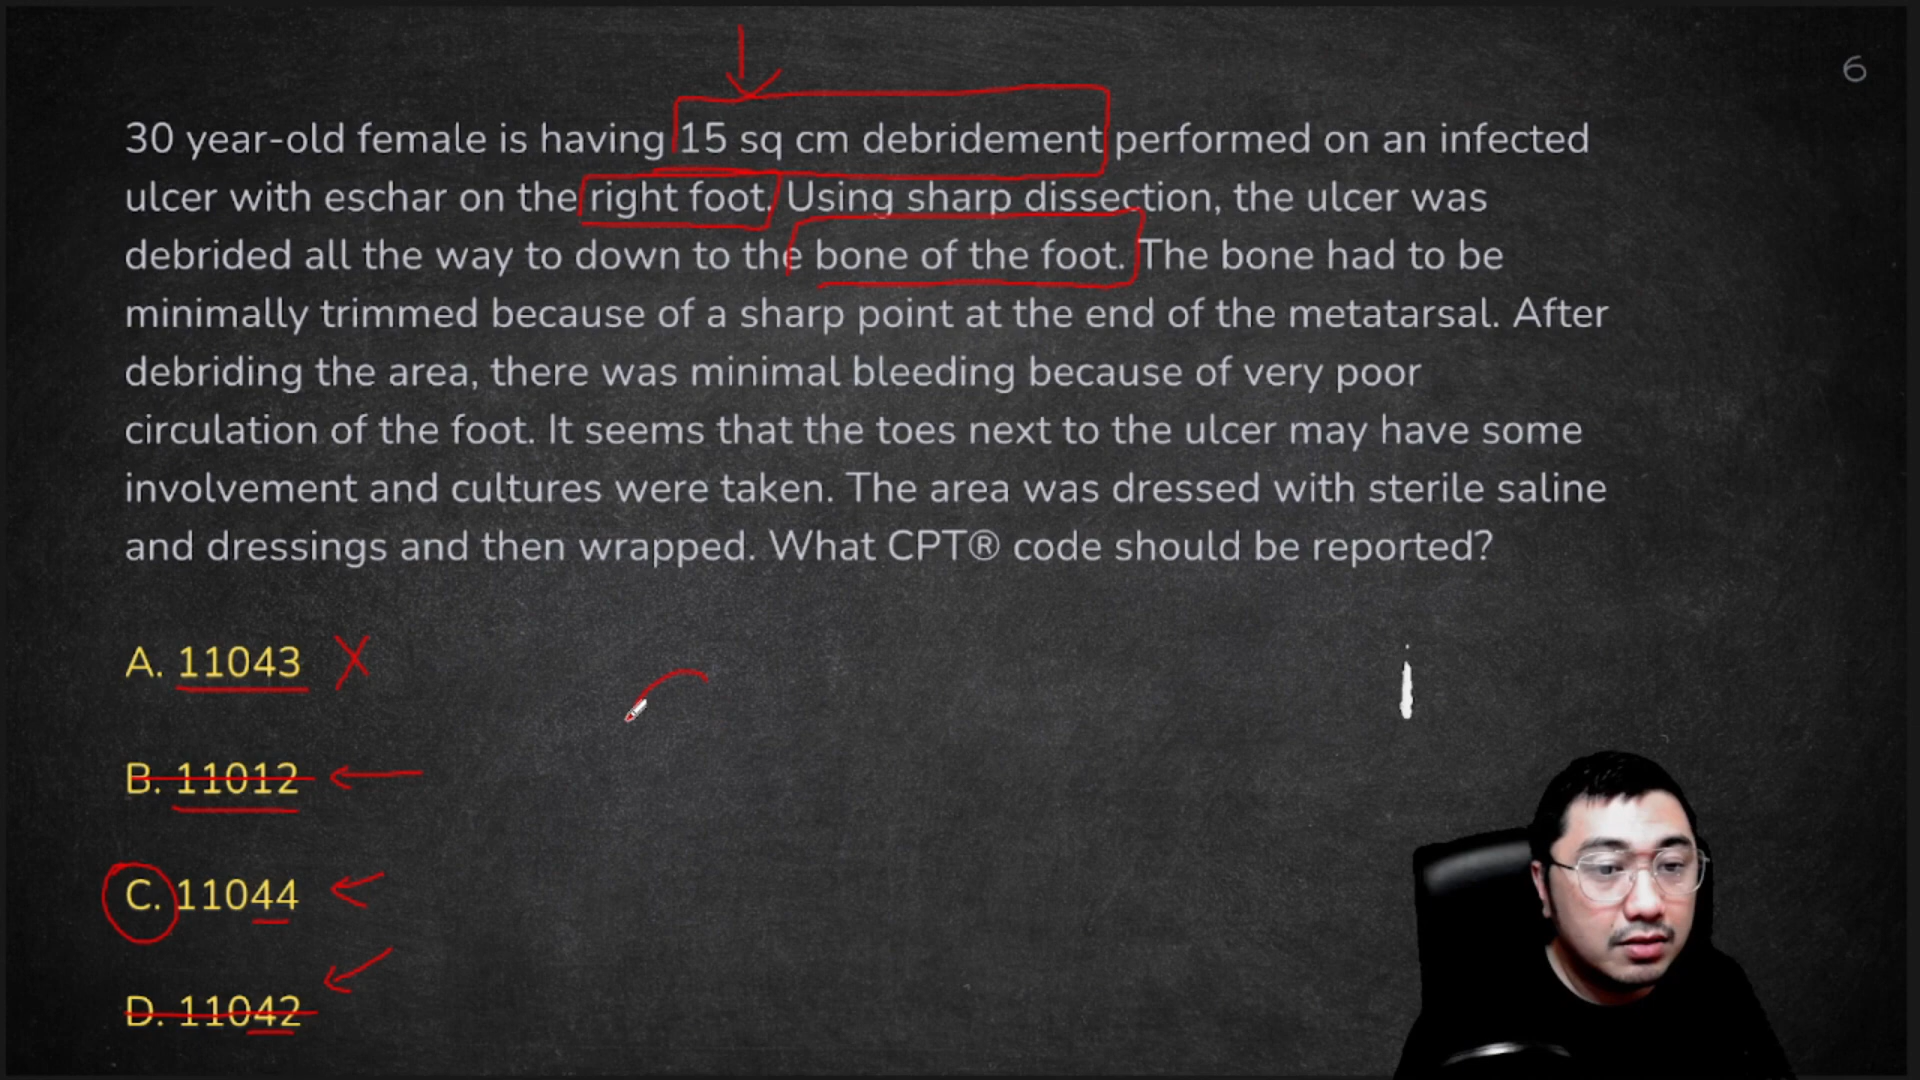 6
30 year-old female is having 15 sq cm debridement performed on an infected
ulcer with eschar on the right foot. Using sharp dissection, the ulcer was
debrided all the way to down to the bone of the foot. The bone had to be
minimally trimmed because of a sharp point at the end of the metatarsal. After
debriding the area, there was minimal bleeding because of very poor
circulation of the foot. It seems that the toes next to the ulcer may have some
involvement and cultures were taken. The area was dressed with sterile saline
and dressings and then wrapped. What CPT® code should be reported?
A. 11043
B. 11012
C. 11044
D. 11042